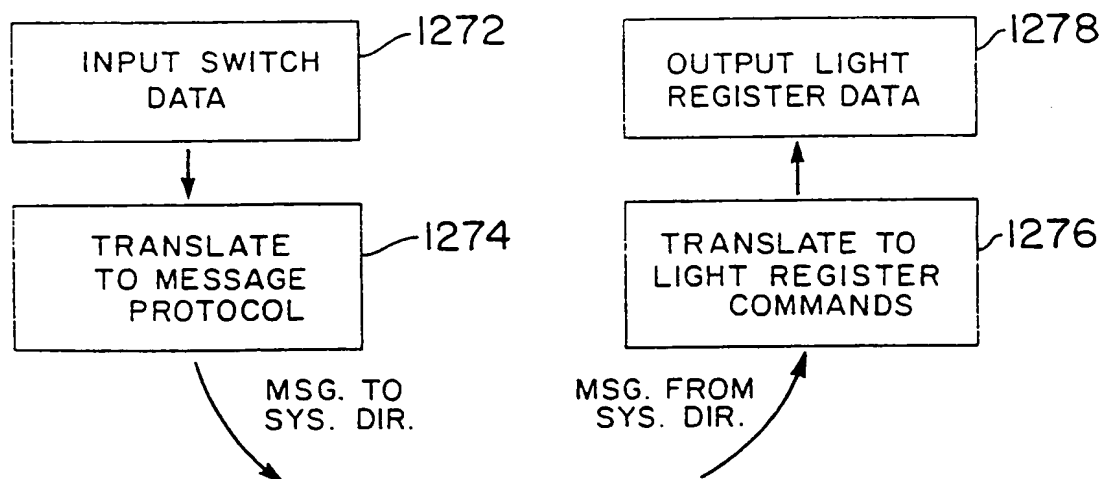 1272
INPUT SWITCH
DATA
1274
TRANSLATE
TO MESSAGE
PROTOCOL
MSG. TO
SYS. DIR.
1278
OUTPUT LIGHT
REGISTER DATA
1276
TRANSLATE TO
LIGHT REGISTER
COMMANDS
MSG. FROM
SYS. DIR.